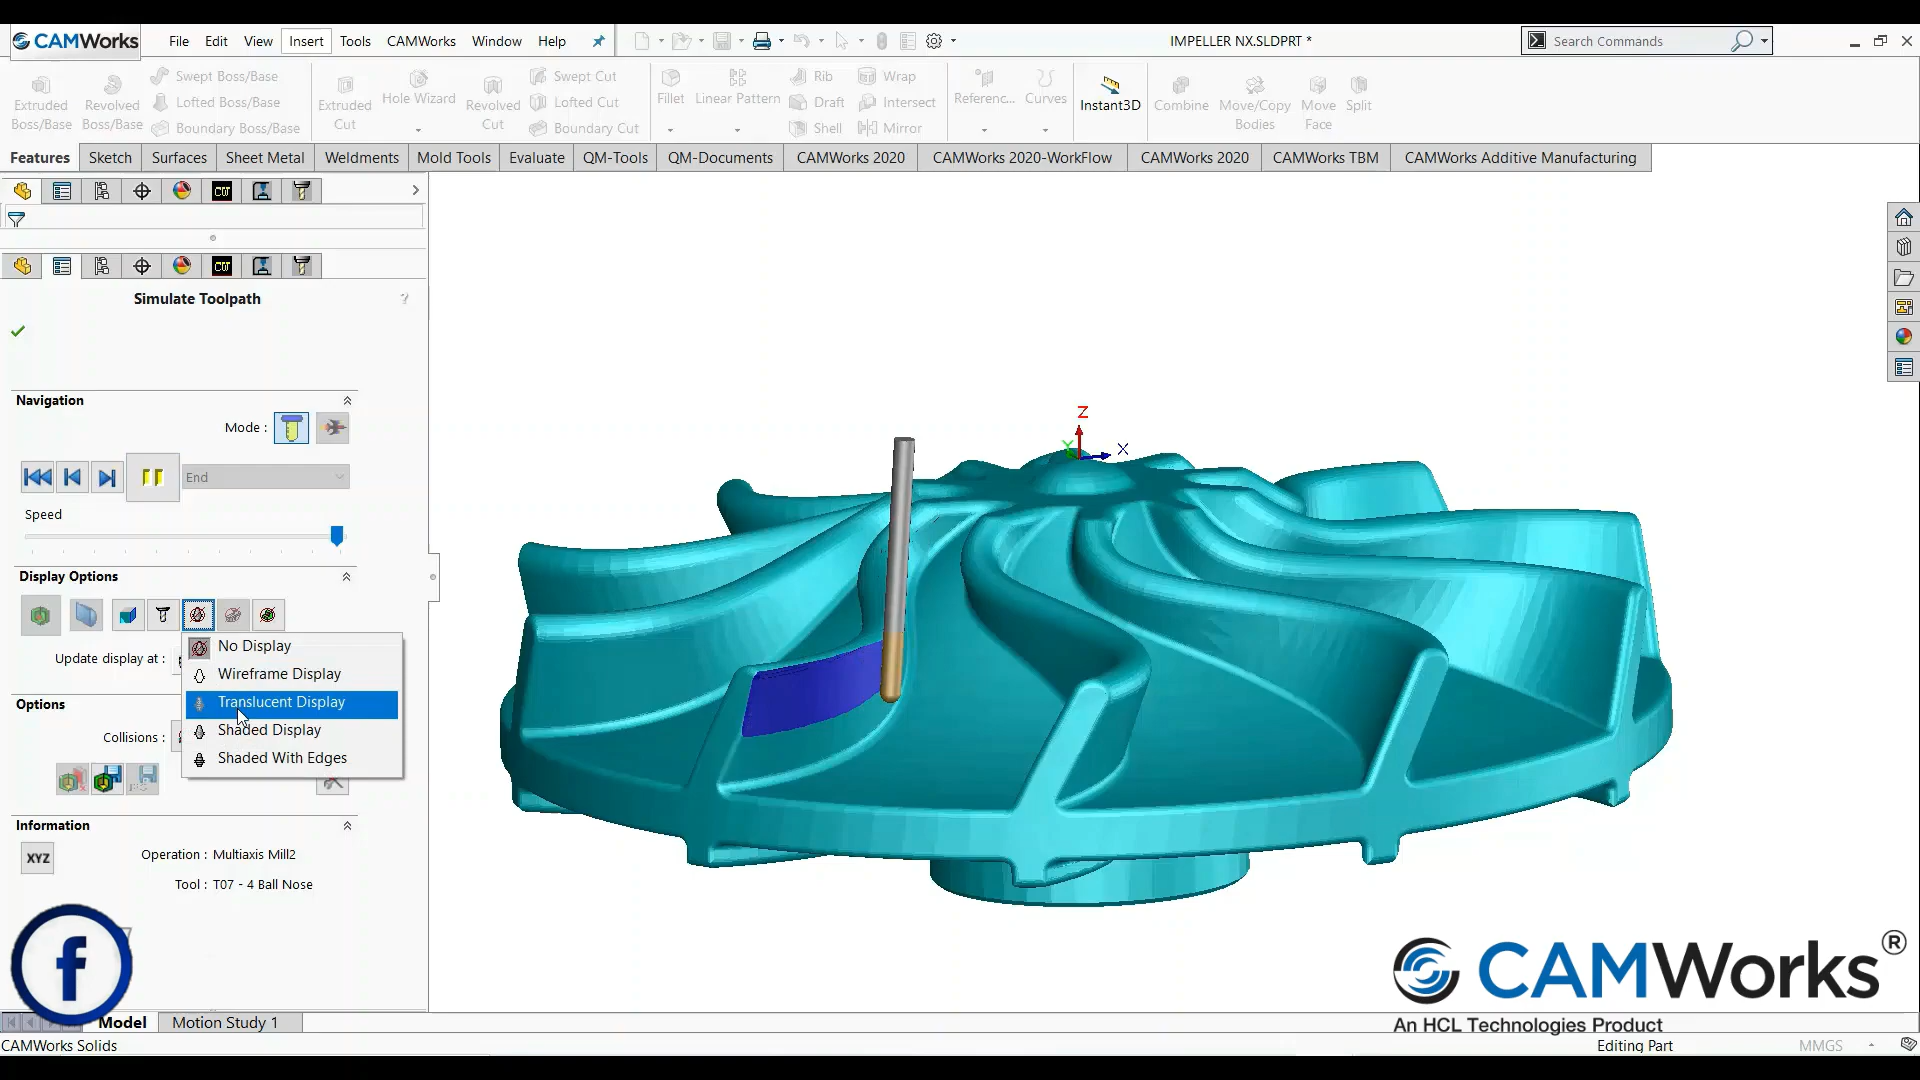 CAMWorks File Edit View Insert Tools CAMWorks Window Help IMPELLER NX.SLDPRT * Search Commands
Extruded Boss/Base
Revolved Boss/Base
Swept Boss/Base
Lofted Boss/Base
Boundary Boss/Base
Extruded Cut
Hole Wizard
Revolved Cut
Swept Cut
Lofted Cut
Boundary Cut
Fillet
Linear Pattern
Rib
Draft
Shell
Wrap
Intersect
Mirror
Referenc...
Curves
Instant3D
Combine
Move/Copy Bodies
Move Face
Split
Features Sketch Surfaces Sheet Metal Weldments Mold Tools Evaluate QM-Tools QM-Documents CAMWorks 2020 CAMWorks 2020-WorkFlow CAMWorks 2020 CAMWorks TBM CAMWorks Additive Manufacturing
CW
CW
Simulate Toolpath ?
Navigation
Mode :
End
Speed
Display Options
Update display at :
No Display
Wireframe Display
Translucent Display
Shaded Display
Shaded With Edges
Options
Collisions :
Information
XYZ Operation : Multiaxis Mill2
Tool : T07 - 4 Ball Nose
Z
Y X
f
CAMWorks®
An HCL Technologies Product
Model Motion Study 1
CAMWorks Solids Editing Part MMGS